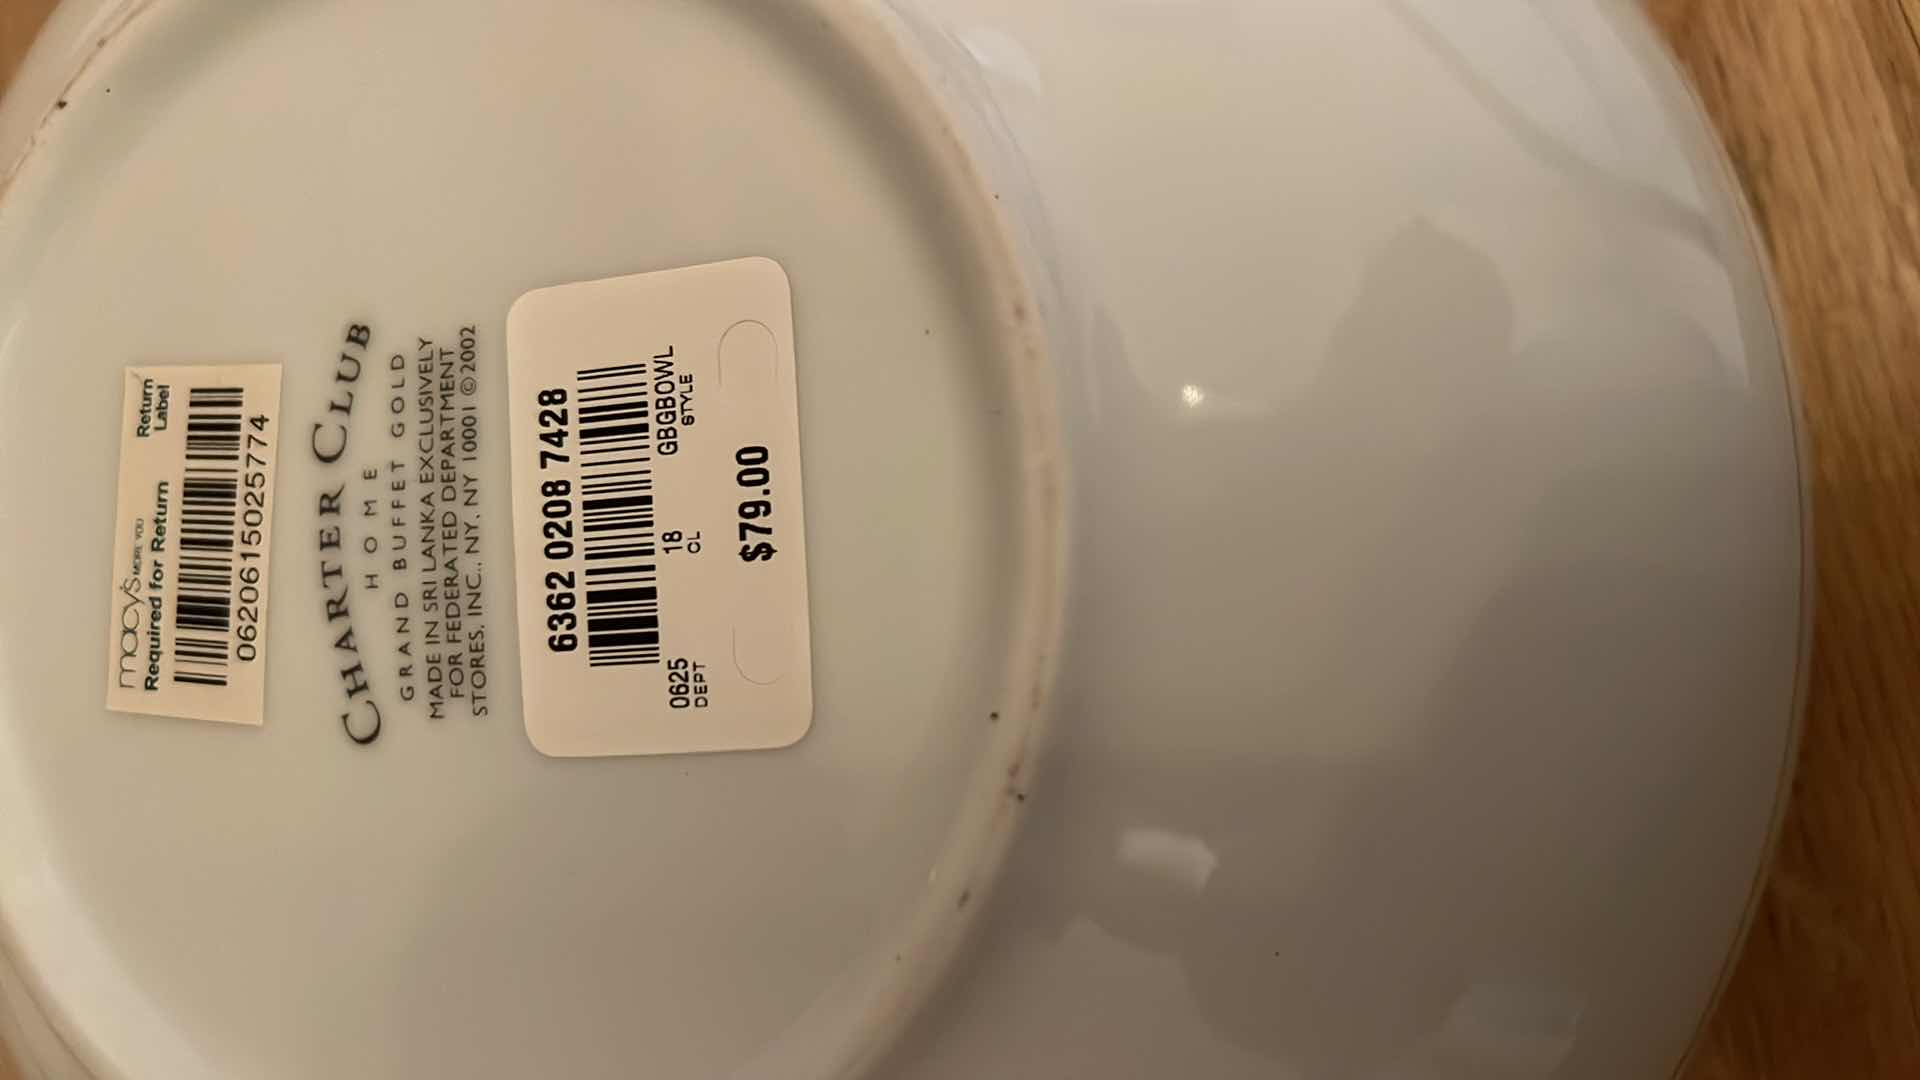 macy's MORE YOU
Return
Label
Required for Return
062061502577​4
CHARTER CLUB
HOME
GRAND BUFFET GOLD
MADE IN SRI LANKA EXCLUSIVELY
FOR FEDERATED DEPARTMENT
STORES, INC., NY, NY 10001 ©2002
6362 0208 7428
0625 18 GBGBOWL
DEPT CL STYLE
$79.00